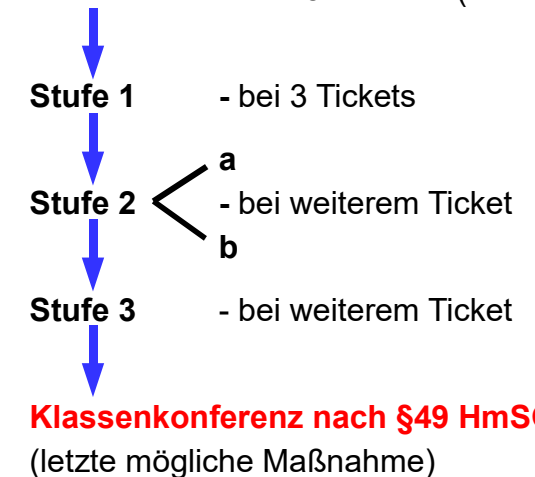 Stufe 1 - bei 3 Tickets
a
Stufe 2 - bei weiterem Ticket
b
Stufe 3 - bei weiterem Ticket
Klassenkonferenz nach §49
(letzte mögliche Maßnahme)